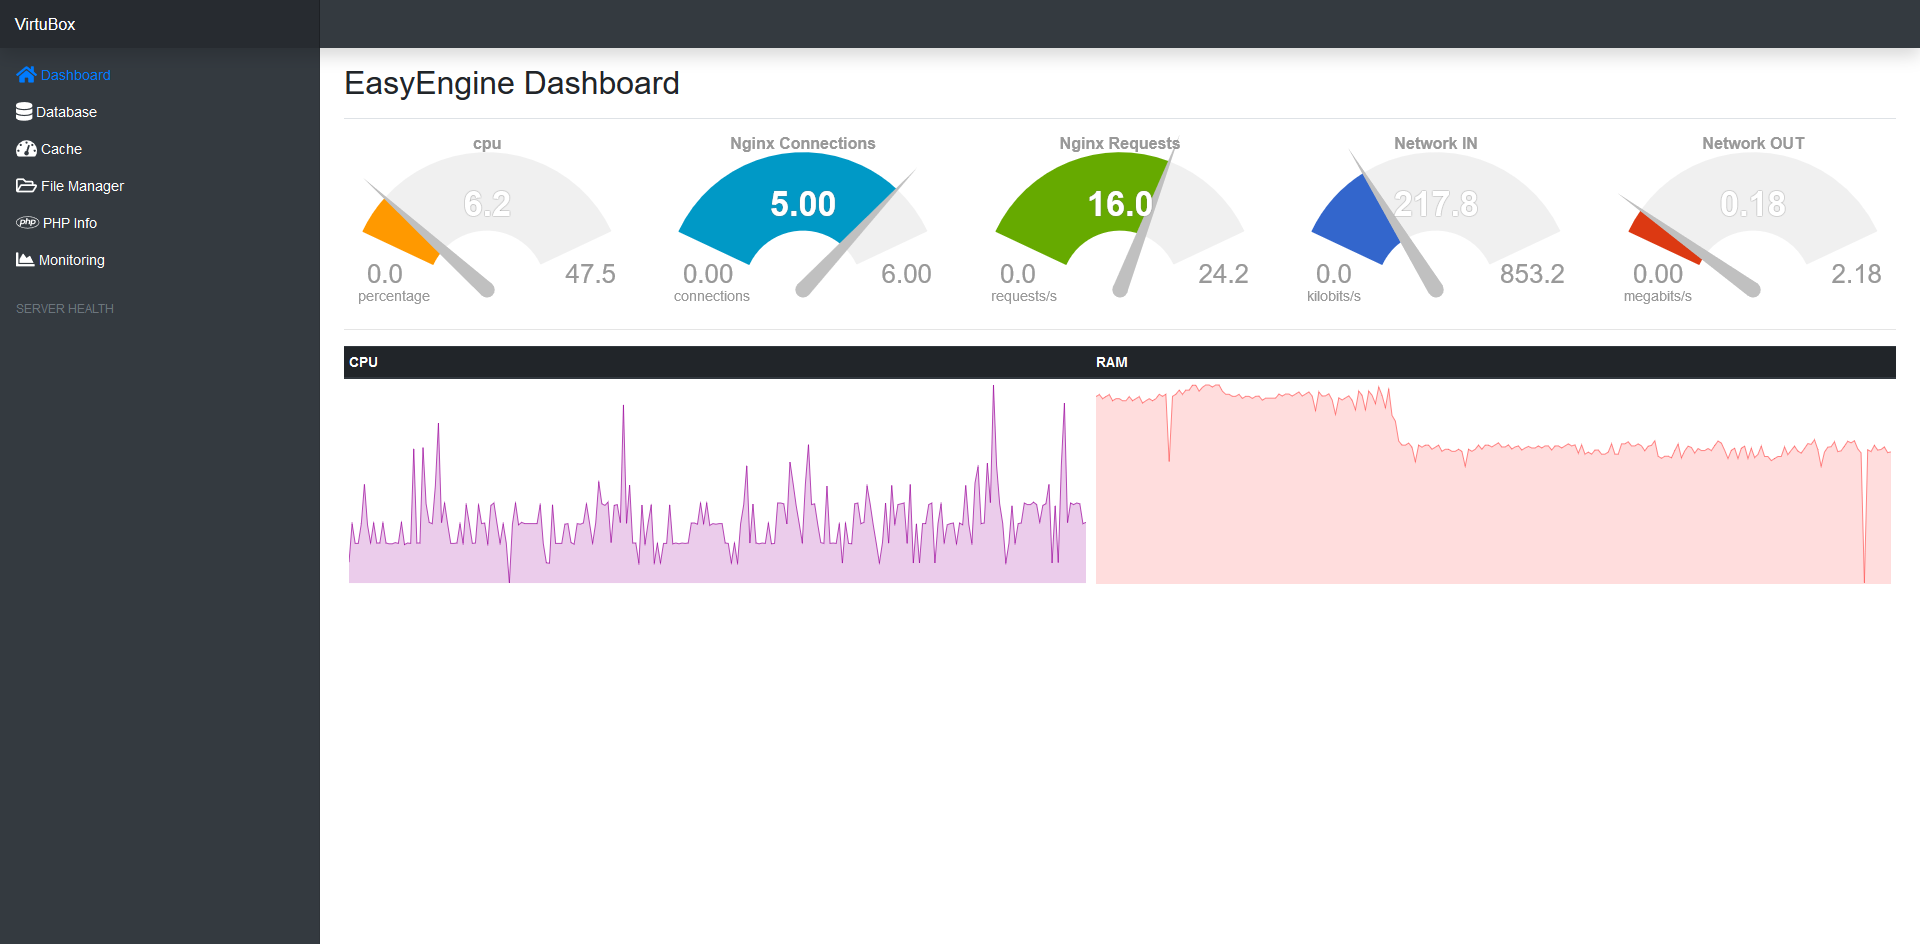 VirtuBox
Dashboard
Database
Cache
File Manager
php PHP Info
Monitoring
SERVER HEALTH
EasyEngine Dashboard
cpu
6.2
0.0 47.5
percentage
Nginx Connections
5.00
0.00 6.00
connections
Nginx Requests
16.0
0.0 24.2
requests/s
Network IN
217.8
0.0 853.2
kilobits/s
Network OUT
0.18
0.00 2.18
megabits/s
CPU RAM